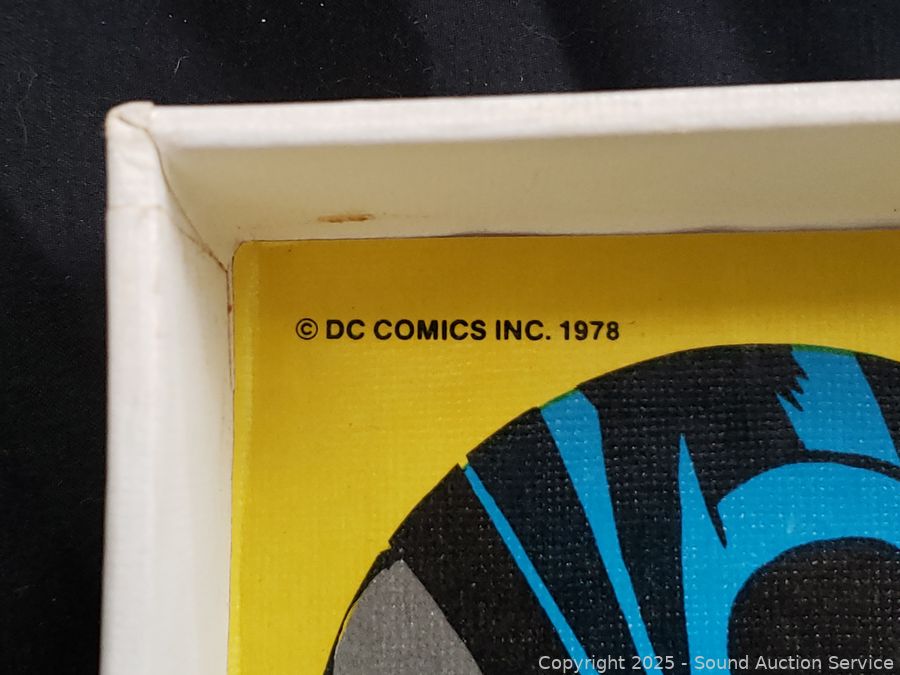 © DC COMICS INC. 1978
Copyright 2025 - Sound Auction Service